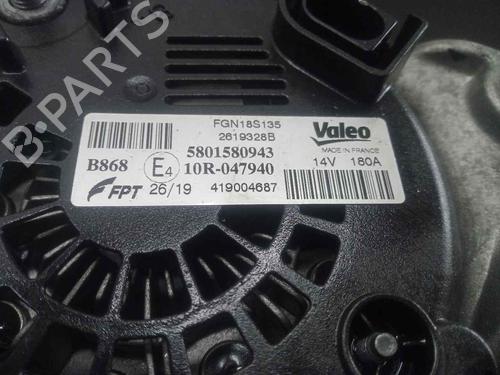 B-PARTS
FGN18S135
2619328B
Valeo
MADE IN FRANCE
14V 180A
B868
E4
5801580943
10R-047940
FPT
26/19
419004687